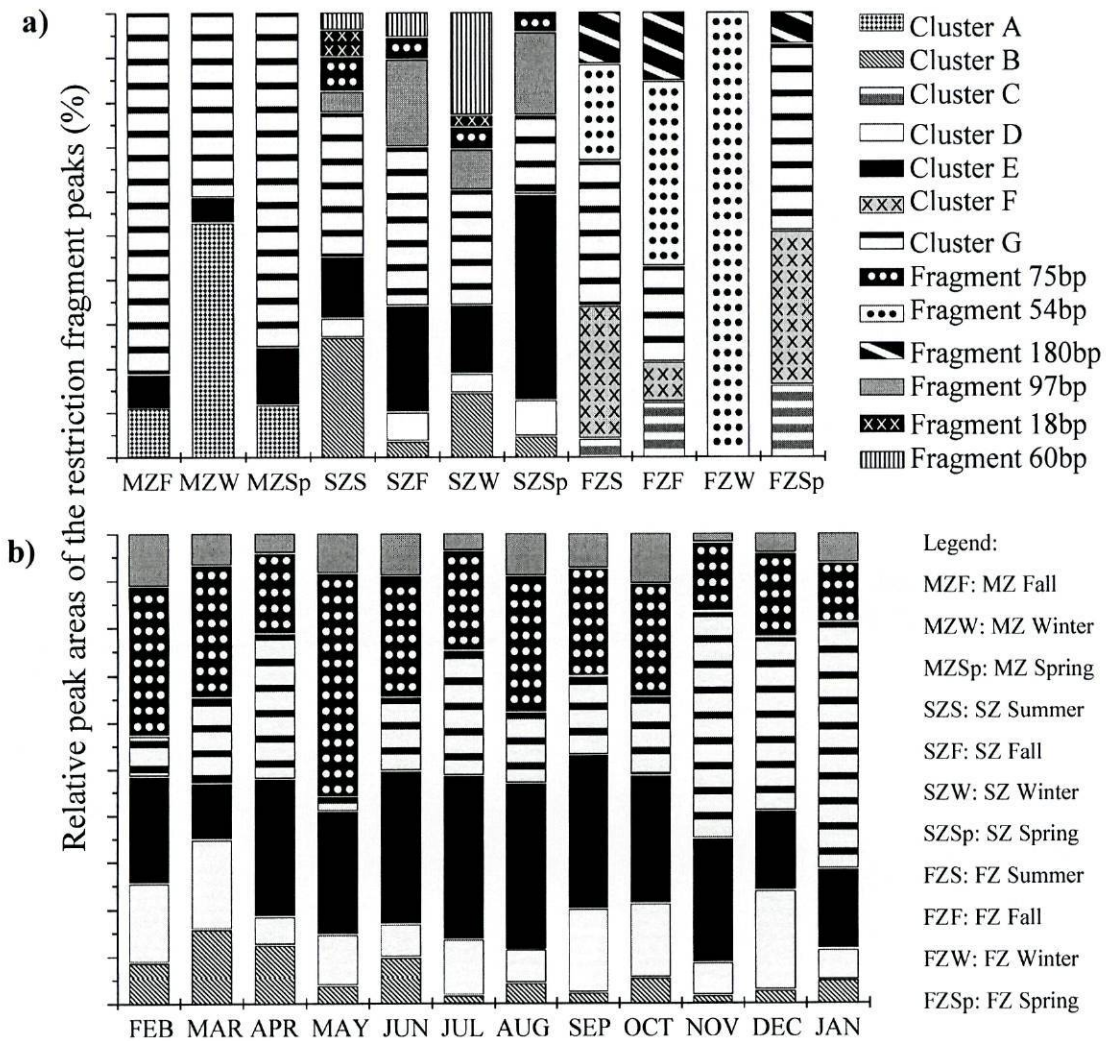 a)
Relative peak areas of the restriction fragment peaks (%)
Cluster A
Cluster B
Cluster C
Cluster D
Cluster E
Cluster F
Cluster G
Fragment 75bp
Fragment 54bp
Fragment 180bp
Fragment 97bp
Fragment 18bp
Fragment 60bp
MZF MZW MZSp SZS SZF SZW SZSp FZS FZF FZW FZSp
b)
Legend:
MZF: MZ Fall
MZW: MZ Winter
MZSp: MZ Spring
SZS: SZ Summer
SZF: SZ Fall
SZW: SZ Winter
SZSp: SZ Spring
FZS: FZ Summer
FZF: FZ Fall
FZW: FZ Winter
FZSp: FZ Spring
FEB MAR APR MAY JUN JUL AUG SEP OCT NOV DEC JAN